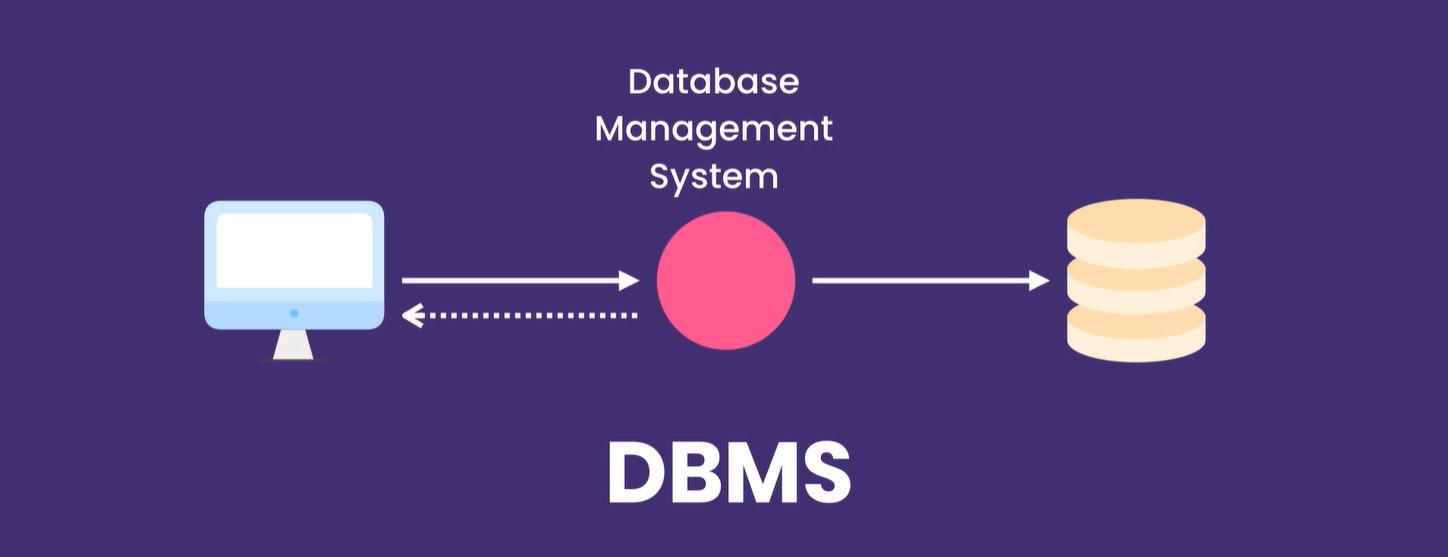 Database
Management
System
DBMS